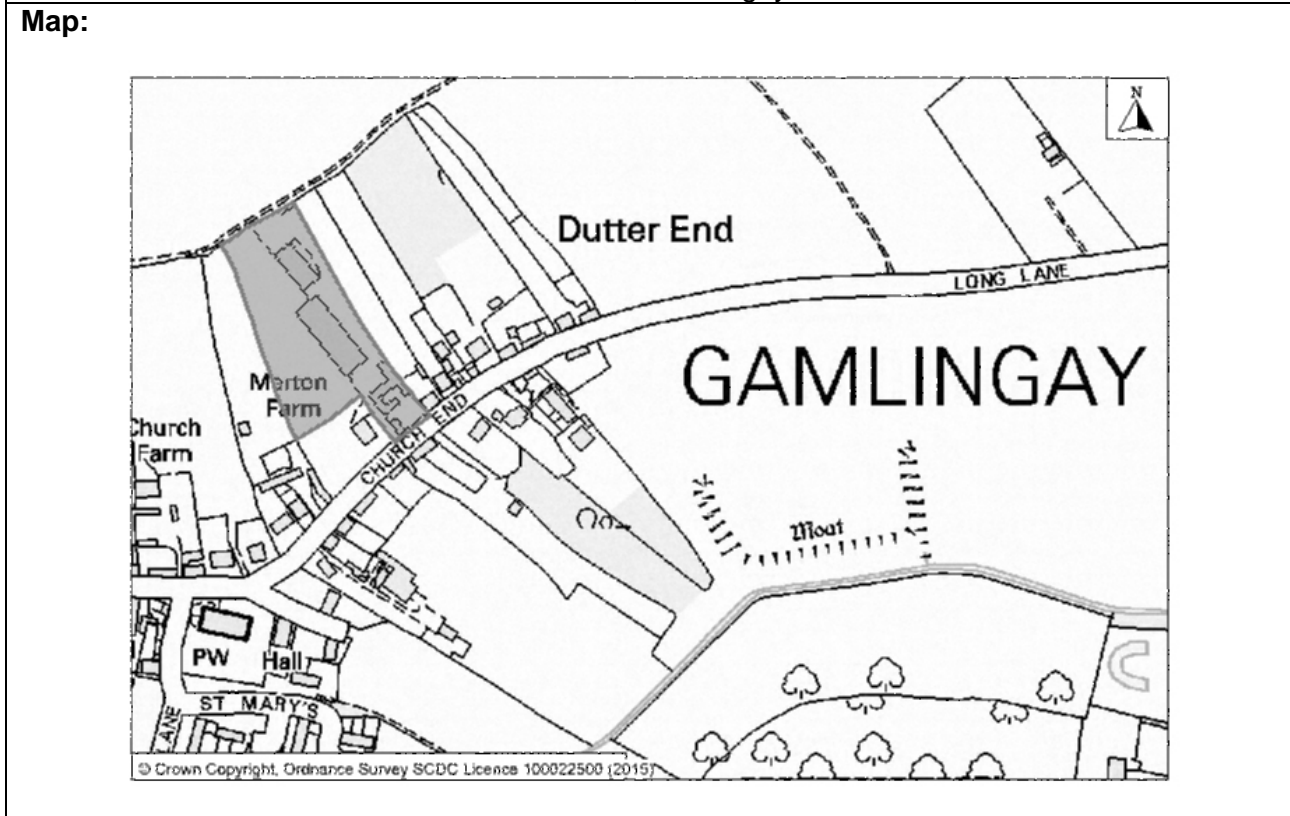 Map:
N
Dutter End
LONG LANE
GAMLINGAY
Merton
Farm
Church
Farm
CHURCH END
Moat
PW
Hall
ST MARY'S
LANE
© Crown Copyright, Ordnance Survey SCDC Licence 100022500 (2015)